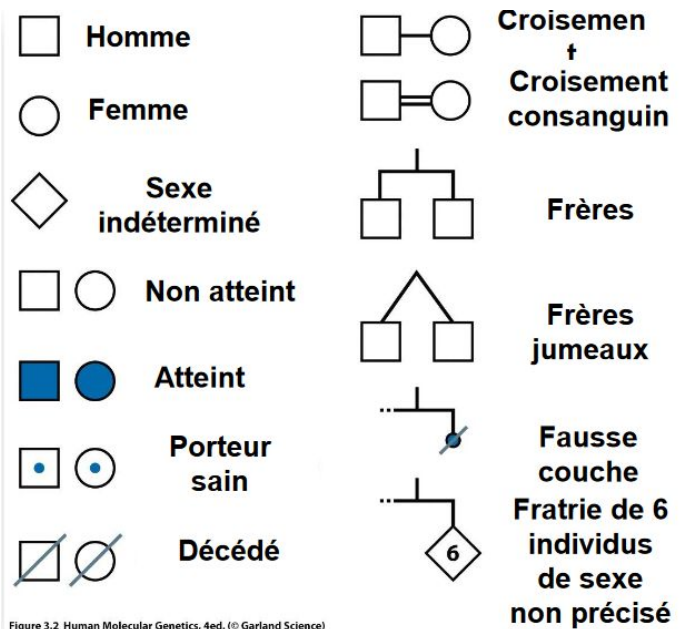 Homme
Femme
Sexe
indéterminé
Non atteint
Atteint
Porteur
sain
Décédé
Croisemen
t
Croisement
consanguin
Frères
Frères
jumeaux
Fausse
couche
6
Fratrie de 6
individus
de sexe
non précisé
Figure 3.2 Human Molecular Genetics, 4ed. (© Garland Science)